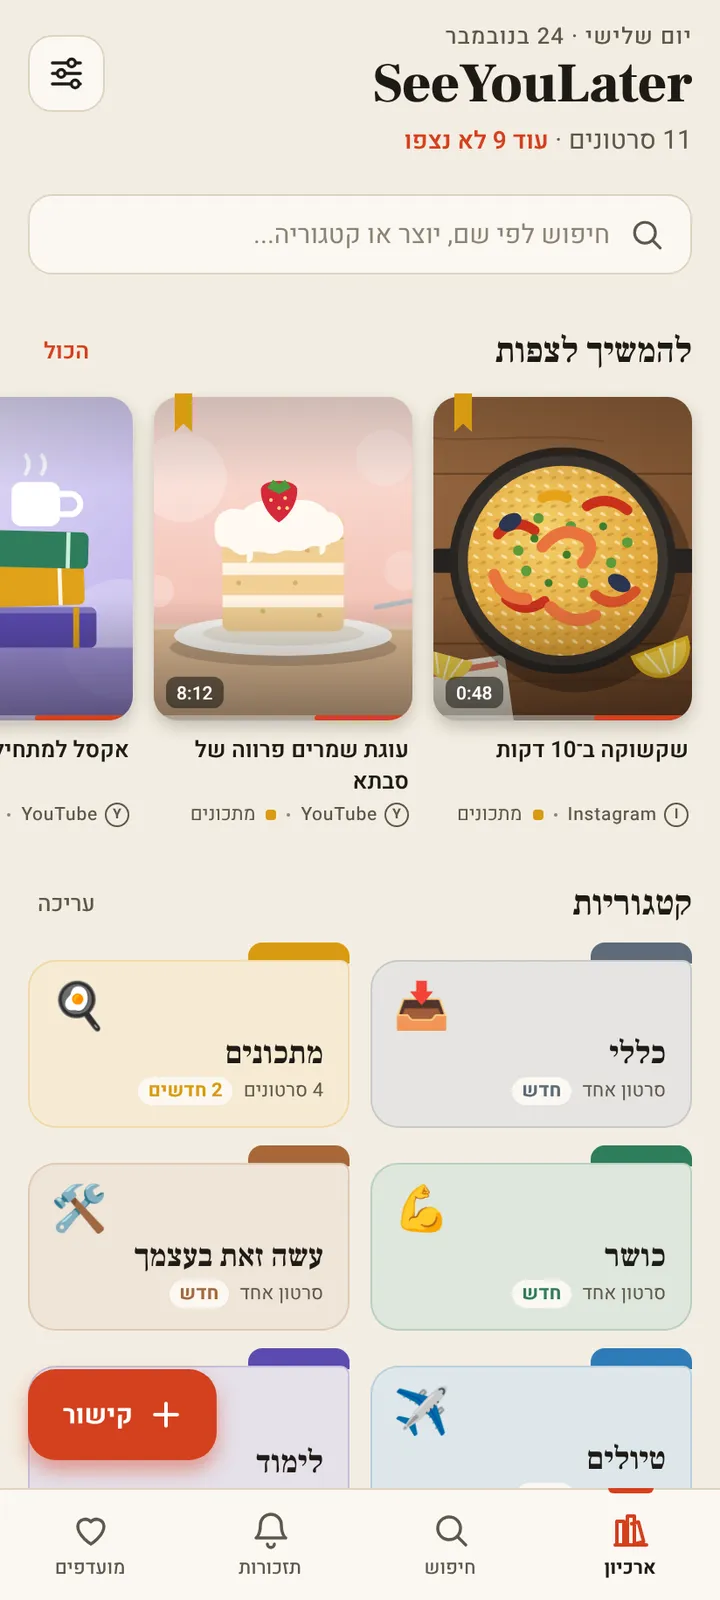 יום שלישי · 24 בנובמבר
SeeYouLater
11 סרטונים · עוד 9 לא נצפו
חיפוש לפי שם, יוצר או קטגוריה...
להמשיך לצפות
הכול
0:48
8:12
שקשוקה ב־10 דקות
I Instagram · מתכונים
עוגת שמרים פרווה של
סבתא
Y YouTube · מתכונים
אקסל למתחיל
Y YouTube ·
קטגוריות
עריכה
כללי
סרטון אחד חדש
מתכונים
4 סרטונים 2 חדשים
כושר
סרטון אחד חדש
עשה זאת בעצמך
סרטון אחד חדש
טיולים
לימוד
קישור
ארכיון
חיפוש
תזכורות
מועדפים